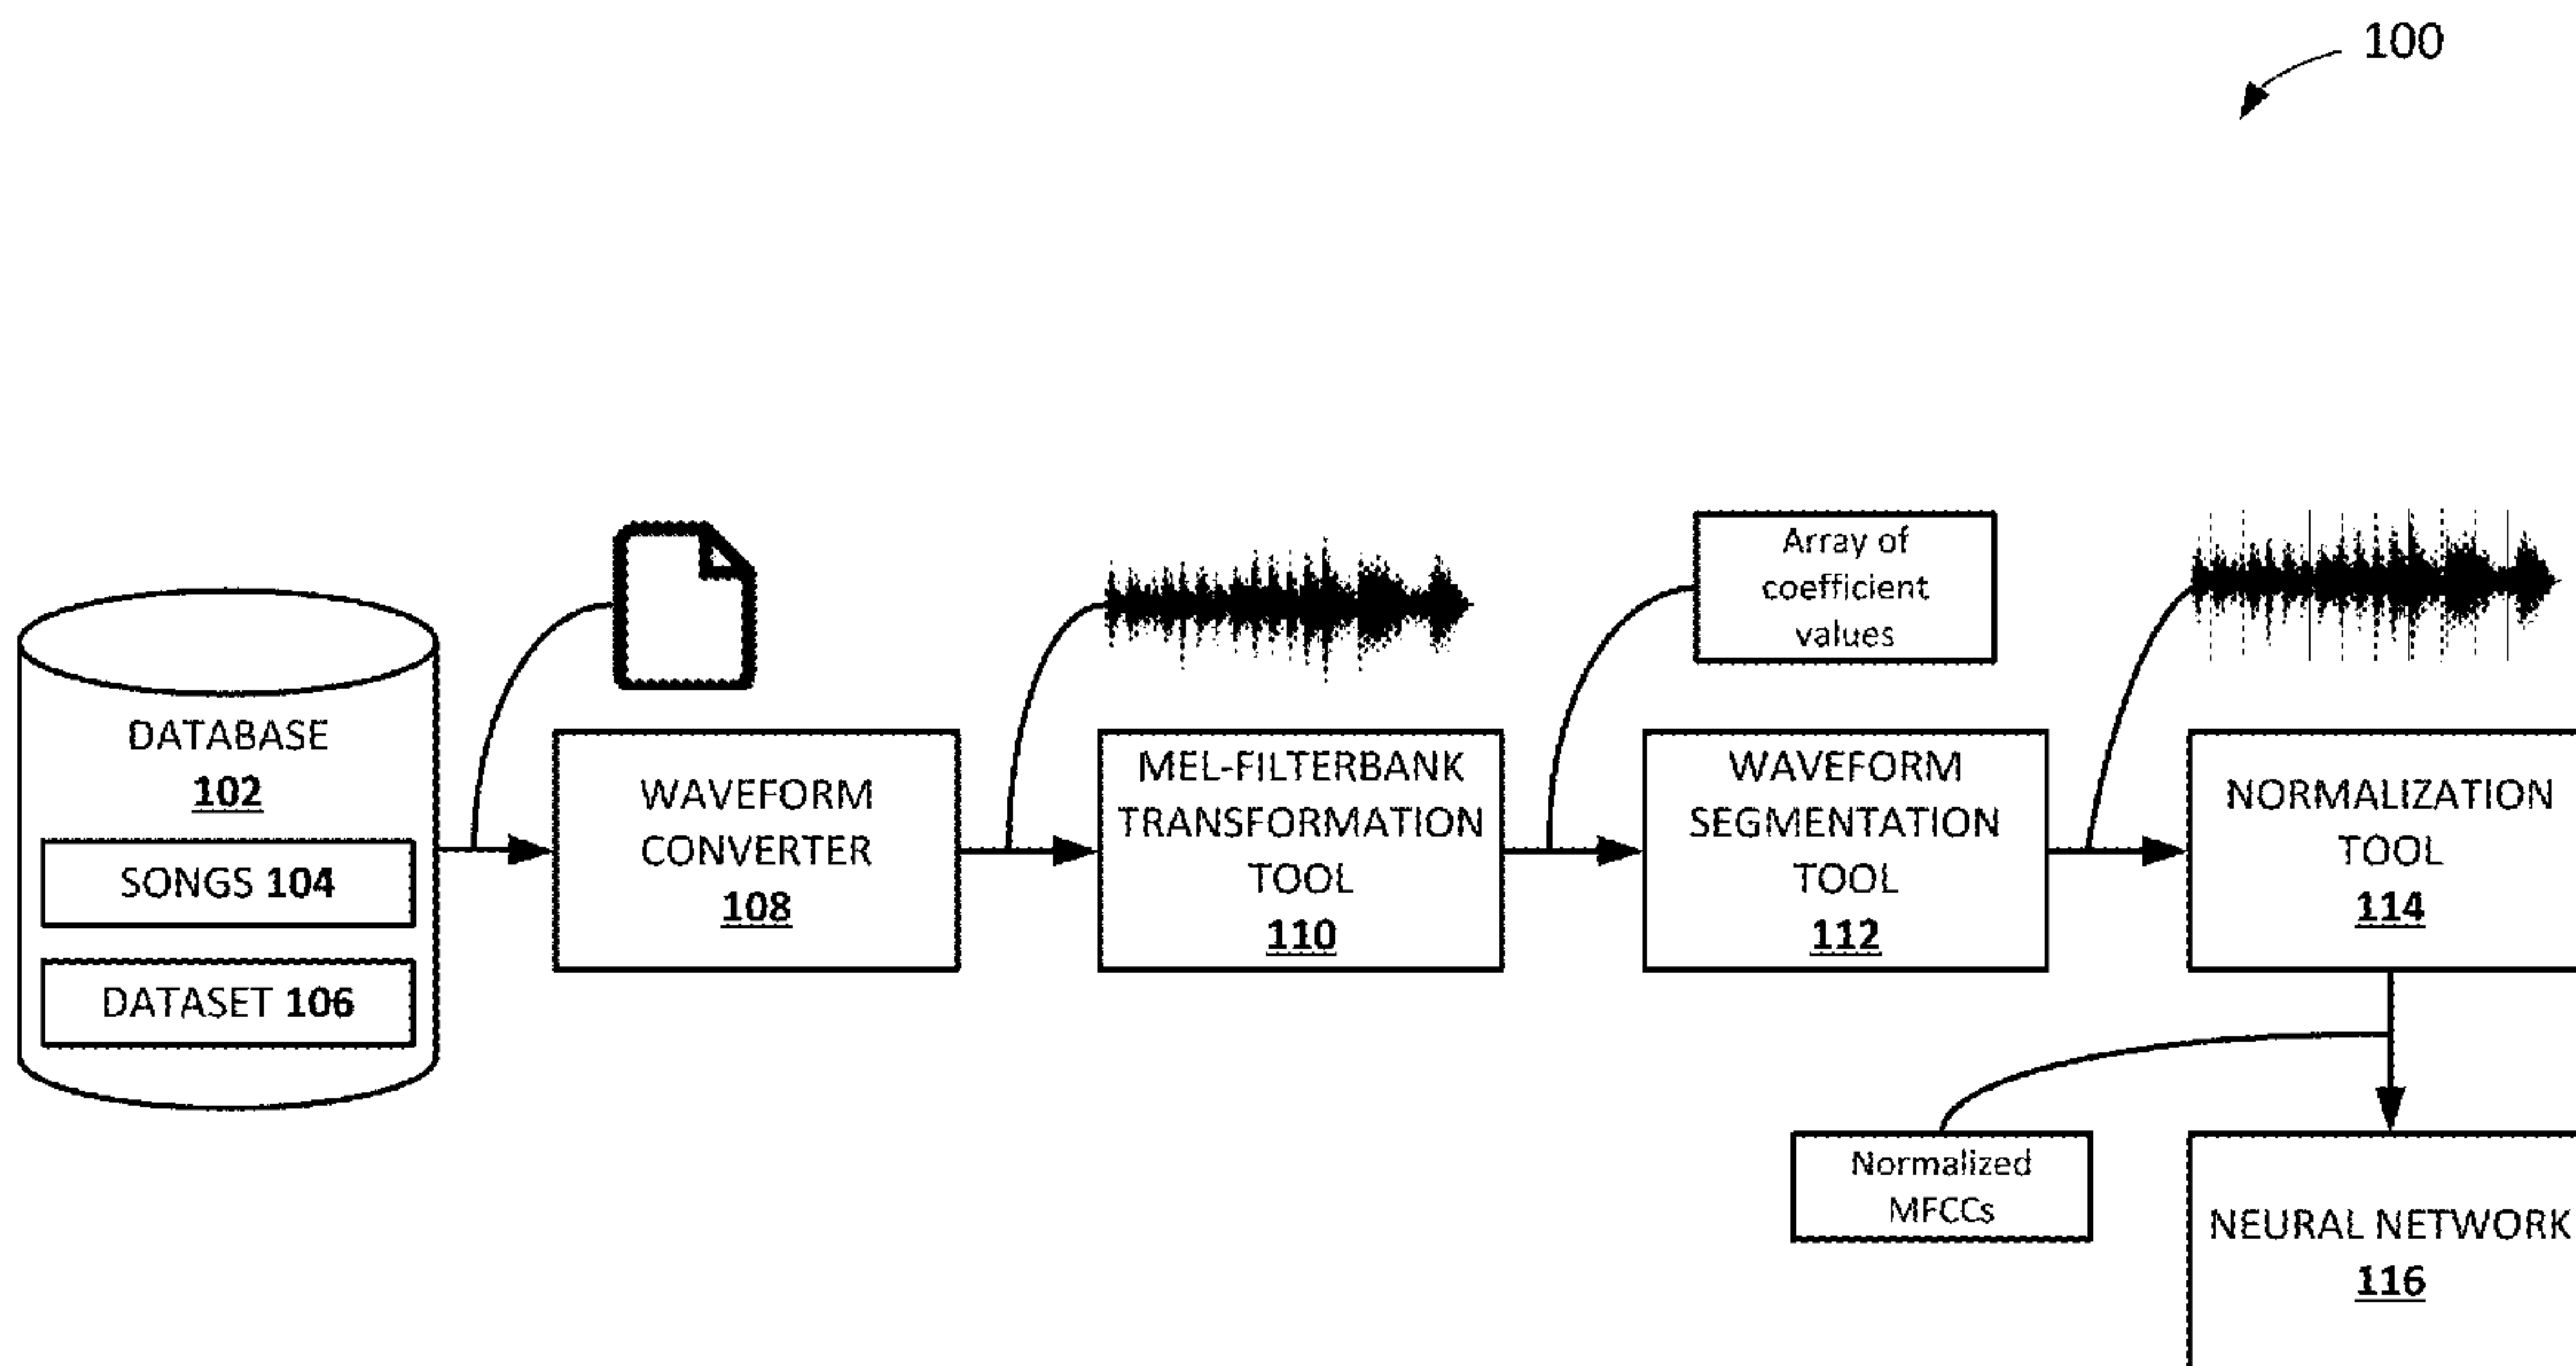 100
DATABASE
102
SONGS 104
DATASET 106
WAVEFORM
CONVERTER
108
MEL-FILTERBANK
TRANSFORMATION
TOOL
110
Array of
coefficient
values
WAVEFORM
SEGMENTATION
TOOL
112
NORMALIZATION
TOOL
114
Normalized
MFCCs
NEURAL NETWORK
116